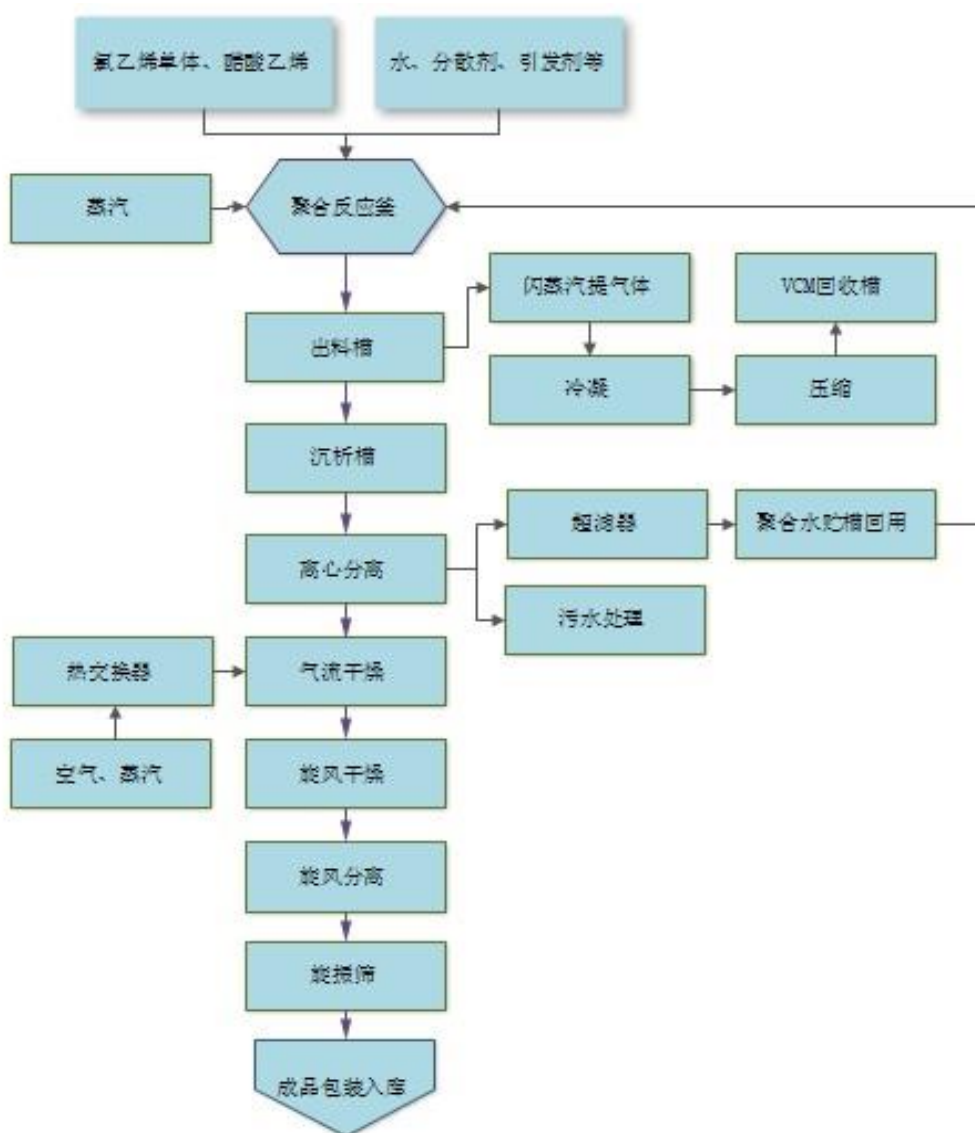 氯乙烯单体、醋酸乙烯
水、分散剂、引发剂等
蒸汽
聚合反应釜
闪蒸汽提气体
VCM回收槽
出料槽
冷凝
压缩
沉析槽
超滤器
聚合水贮槽回用
离心分离
污水处理
热交换器
气流干燥
空气、蒸汽
旋风干燥
旋风分离
旋振筛
成品包装入库